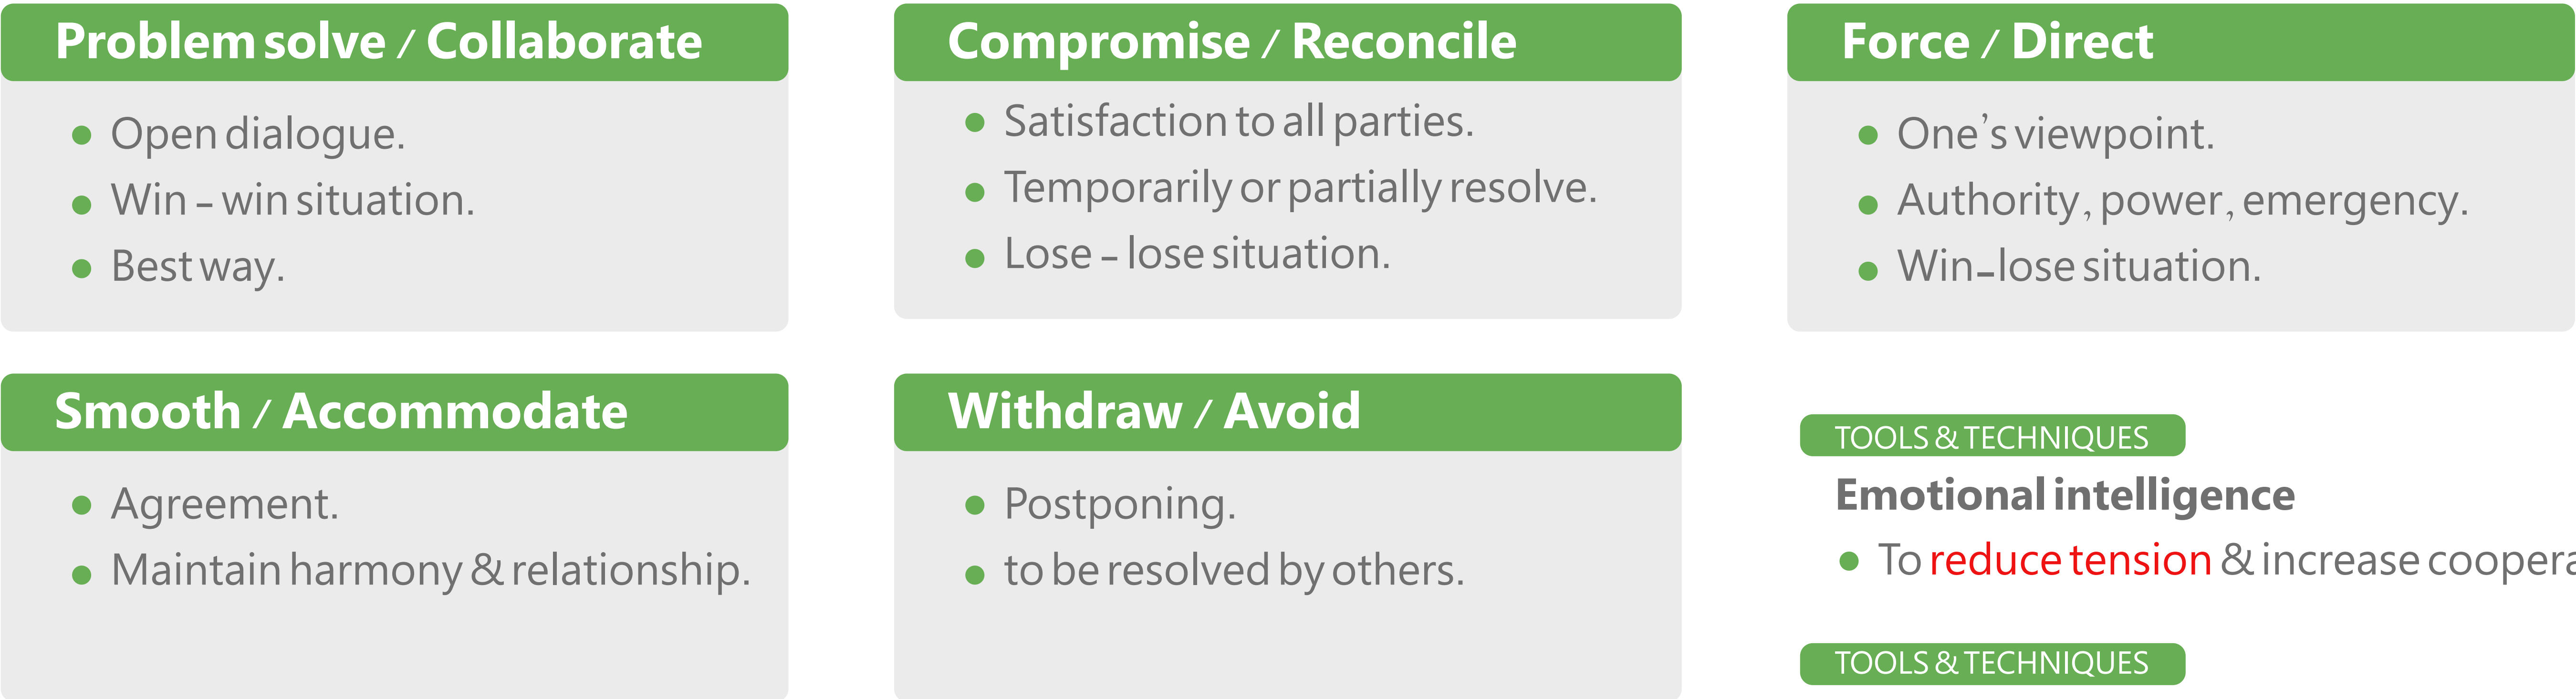 Problem solve / Collaborate
Open dialogue.
Win – win situation.
Best way.
Compromise / Reconcile
Satisfaction to all parties.
Temporarily or partially resolve.
Lose – lose situation.
Force / Direct
One’s viewpoint.
Authority, power, emergency.
Win–lose situation.
Smooth / Accommodate
Agreement.
Maintain harmony & relationship.
Withdraw / Avoid
Postponing.
to be resolved by others.
TOOLS & TECHNIQUES
Emotional intelligence
To reduce tension & increase
TOOLS & TECHNIQUES